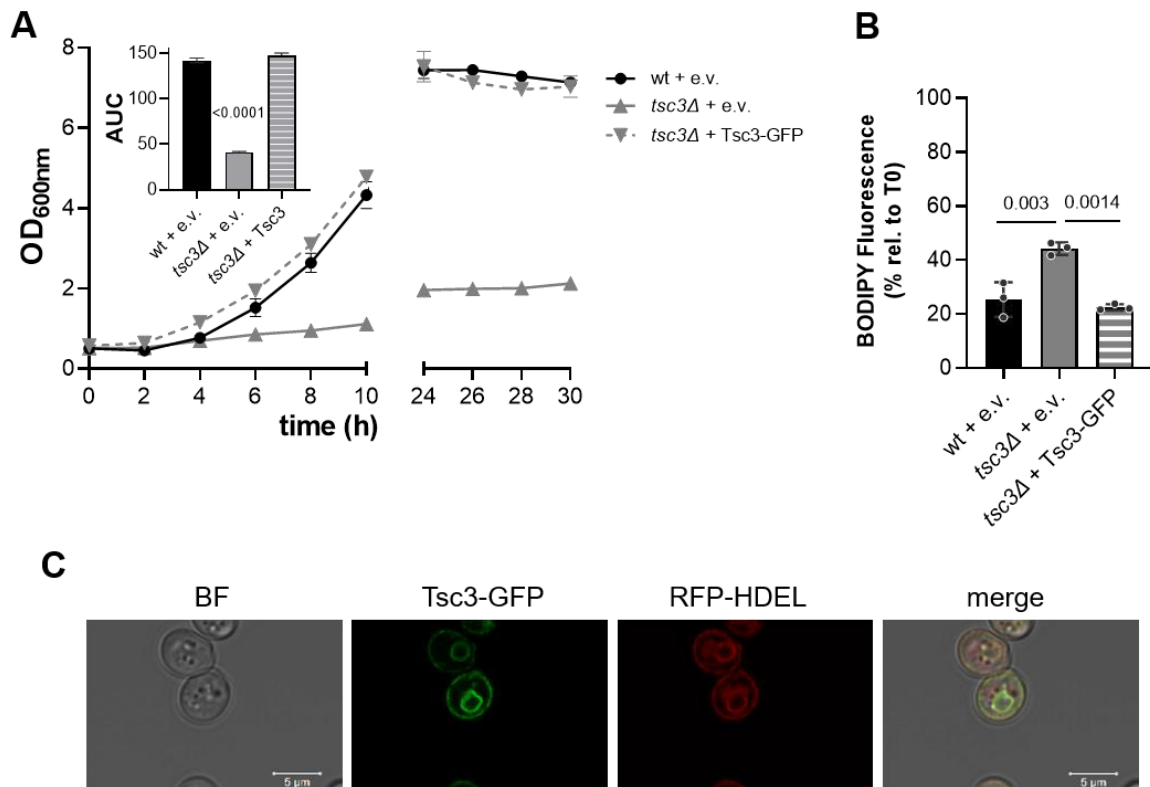 A
OD600nm
8
6
4
2
0
AUC
150
100
50
0
<0.0001
wt + e.v.
tsc3Δ + e.v.
tsc3Δ + Tsc3
0 2 4 6 8 10 24 26 28 30
time (h)
wt + e.v.
tsc3Δ + e.v.
tsc3Δ + Tsc3-GFP
B
BODIPY Fluorescence
(% rel. to T0)
100
80
60
40
20
0
0.003 0.0014
wt + e.v.
tsc3Δ + e.v.
tsc3Δ + Tsc3-GFP
C
BF Tsc3-GFP RFP-HDEL merge
5 µm 5 µm